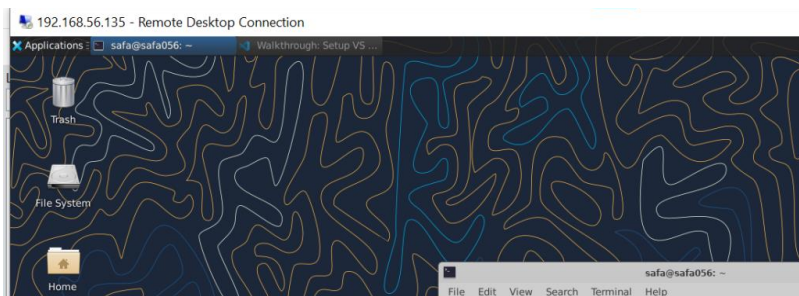 192.168.56.135 - Remote Desktop Connection
Applications safa@safa056: ~ Walkthrough: Setup VS ...
Trash
File System
Home
safa@safa056: ~
File Edit View Search Terminal Help